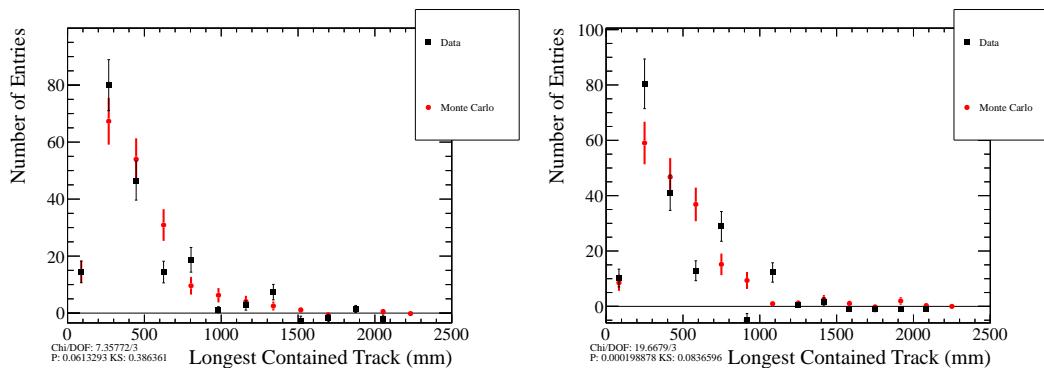 Number of Entries
80
60
40
20
0
0 500 1000 1500 2000 2500
Longest Contained Track (mm)
Chi/DOF: 7.35772/3
P: 0.0613293 KS: 0.386361
Data
Monte Carlo
Number of Entries
100
80
60
40
20
0
0 500 1000 1500 2000 2500
Longest Contained Track (mm)
Chi/DOF: 19.6679/3
P: 0.000198878 KS: 0.0836596
Data
Monte Carlo